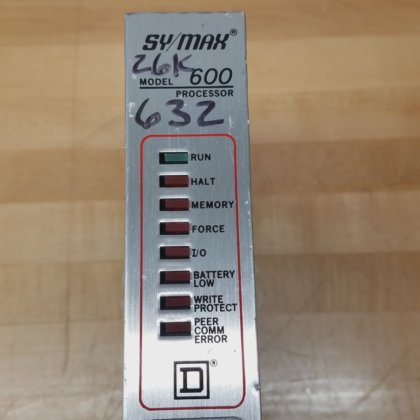 SY/MAX®
26K
MODEL 600
PROCESSOR
632
RUN
HALT
MEMORY
FORCE
I/O
BATTERY
LOW
WRITE
PROTECT
PEER
COMM
ERROR
D®